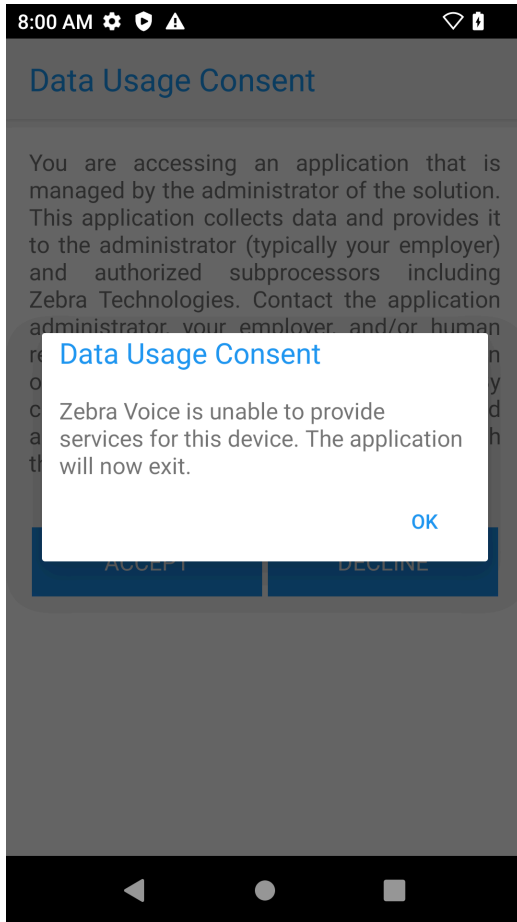 8:00 AM
Data Usage Consent
You are accessing an application that is
managed by the administrator of the solution.
This application collects data and provides it
to the administrator (typically your employer)
and authorized subprocessors including
Zebra Technologies. Contact the application
administrator, your employer, and/or human
Data Usage Consent
Zebra Voice is unable to provide
services for this device. The application
will now exit.
OK
ACCEPT
DECLINE